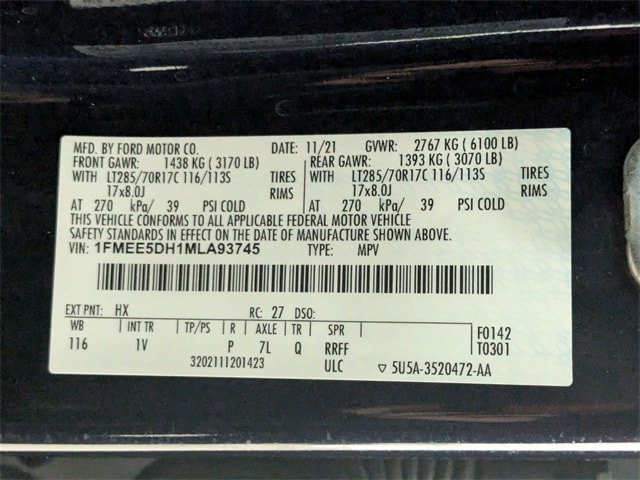 MFD. BY FORD MOTOR CO. DATE: 11/21 GVWR: 2767 KG ( 6100 LB)
FRONT GAWR: 1438 KG ( 3170 LB) REAR GAWR: 1393 KG ( 3070 LB)
WITH LT285/70R17C 116/113S TIRES WITH LT285/70R17C 116/113S TIRES
17x8.0J RIMS 17x8.0J RIMS
AT 270 kPa/ 39 PSI COLD AT 270 kPa/ 39 PSI COLD
THIS VEHICLE CONFORMS TO ALL APPLICABLE FEDERAL MOTOR VEHICLE
SAFETY STANDARDS IN EFFECT ON THE DATE OF MANUFACTURE SHOWN ABOVE.
VIN: 1FMEE5DH1MLA93745 TYPE: MPV
EXT PNT: HX RC: 27 DSO:
WB INT TR TP/PS R AXLE TR SPR F0142
116 1V P 7L Q RRFF T0301
3202111201423 ULC ▽ 5U5A-3520472-AA